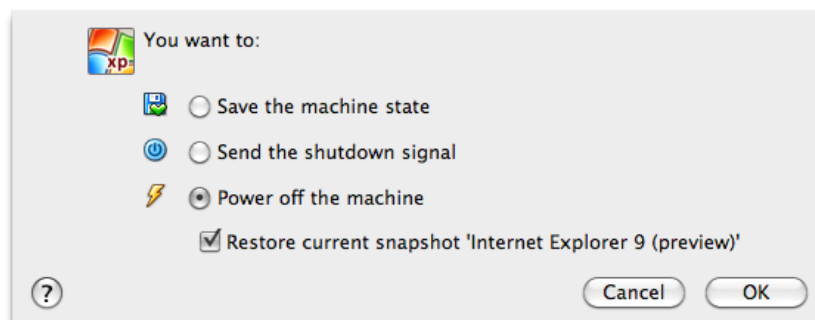 You want to:
xp
Save the machine state
Send the shutdown signal
Power off the machine
Restore current snapshot 'Internet Explorer 9 (preview)'
?
Cancel
OK